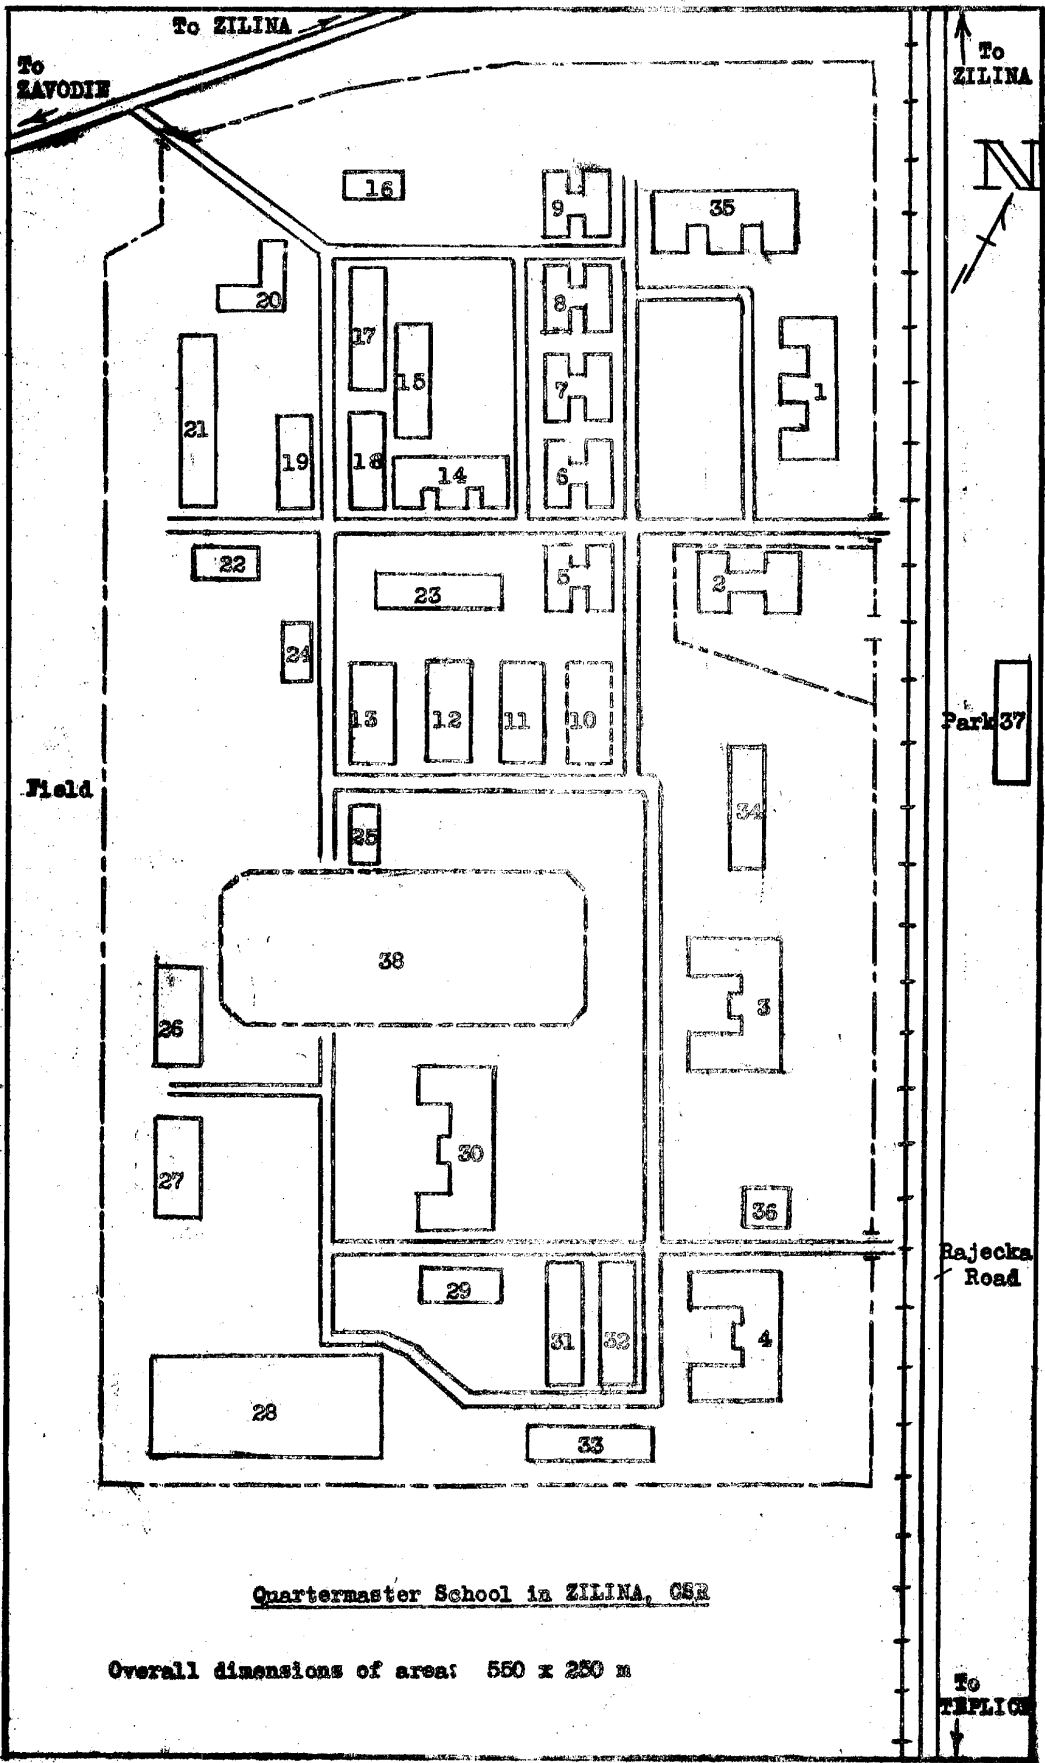 To ZILINA
To
ZAVODIE
To
ZILINA
N
16
9
35
20
8
17
15
7
1
21
19
18
14
6
22
23
5
2
24
13
12
11
10
Park 37
Field
25
34
38
26
3
30
27
36
Rajecka
Road
29
31
32
4
28
33
Quartermaster School in ZILINA, CSR
Overall dimensions of area: 550 x 250 m
To
TEPLICE